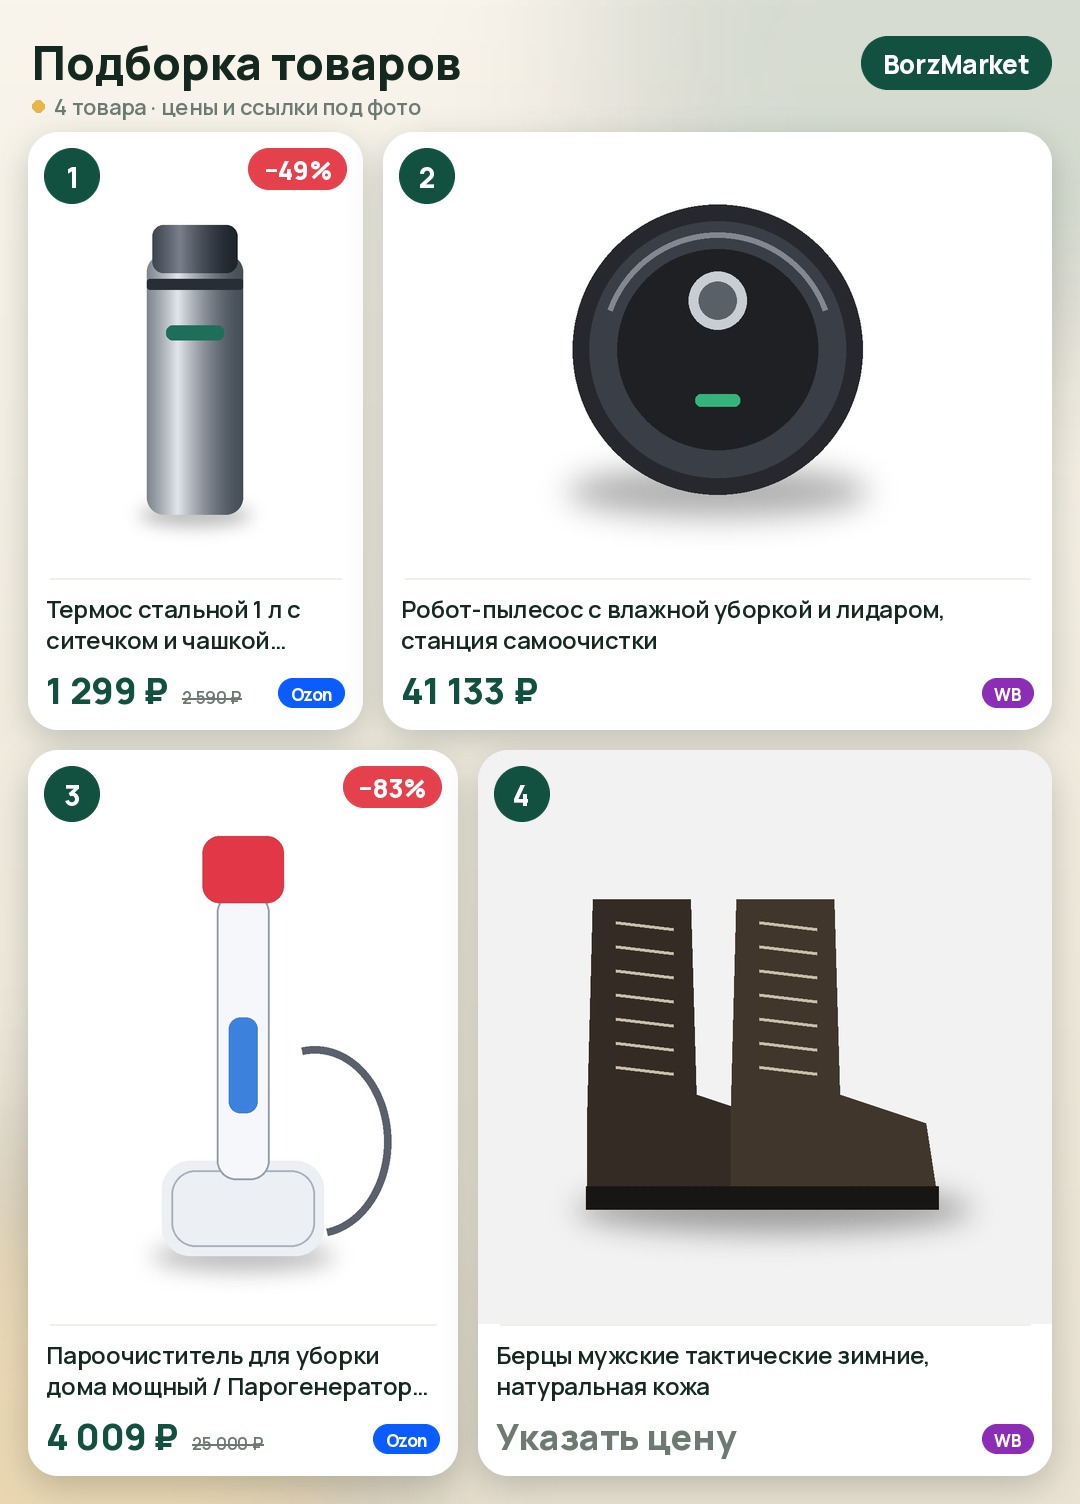 Подборка товаров
BorzMarket
4 товара · цены и ссылки под фото
1
−49%
Термос стальной 1 л с
ситечком и чашкой…
1 299 ₽ 2 590 ₽ Ozon
2
Робот-пылесос с влажной уборкой и лидаром,
станция самоочистки
41 133 ₽ WB
3
−83%
Пароочиститель для уборки
дома мощный / Парогенератор…
4 009 ₽ 25 000 ₽ Ozon
4
Берцы мужские тактические зимние,
натуральная кожа
Указать цену WB